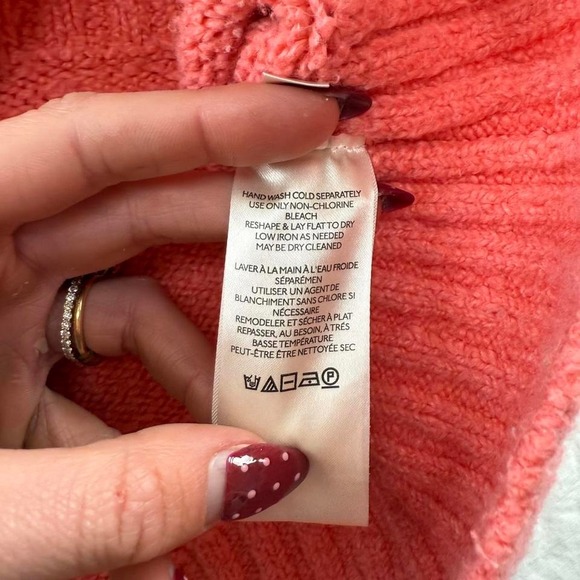 HAND WASH COLD SEPARATELY
USE ONLY NON-CHLORINE
BLEACH
RESHAPE & LAY FLAT TO DRY
LOW IRON AS NEEDED
MAY BE DRY CLEANED
LAVER À LA MAIN À L'EAU FROIDE
SÉPARÉMEN
UTILISER UN AGENT DE
BLANCHIMENT SANS CHLORE SI
NÉCESSAIRE
REMODELER ET SÉCHER À PLAT
REPASSER, AU BESOIN, À TRÉS
BASSE TEMPÉRATURE
PEUT-ÊTRE ÊTRE NETTOYÉE SEC
P